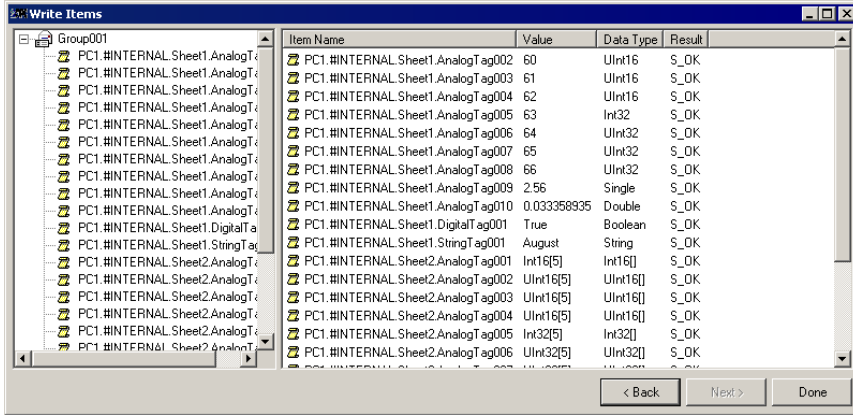 Write Items
Group001
PC1.#INTERNAL.Sheet1.AnalogTa
PC1.#INTERNAL.Sheet1.AnalogTa
PC1.#INTERNAL.Sheet1.AnalogTa
PC1.#INTERNAL.Sheet1.AnalogTa
PC1.#INTERNAL.Sheet1.AnalogTa
PC1.#INTERNAL.Sheet1.AnalogTa
PC1.#INTERNAL.Sheet1.AnalogTa
PC1.#INTERNAL.Sheet1.AnalogTa
PC1.#INTERNAL.Sheet1.AnalogTa
PC1.#INTERNAL.Sheet1.AnalogTa
PC1.#INTERNAL.Sheet1.DigitalTa
PC1.#INTERNAL.Sheet1.StringTag
PC1.#INTERNAL.Sheet2.AnalogTa
PC1.#INTERNAL.Sheet2.AnalogTa
PC1.#INTERNAL.Sheet2.AnalogTa
PC1.#INTERNAL.Sheet2.AnalogTa
PC1.#INTERNAL.Sheet2.AnalogTa
Item Name Value Data Type Result
PC1.#INTERNAL.Sheet1.AnalogTag002 60 UInt16 S_OK
PC1.#INTERNAL.Sheet1.AnalogTag003 61 UInt16 S_OK
PC1.#INTERNAL.Sheet1.AnalogTag004 62 UInt16 S_OK
PC1.#INTERNAL.Sheet1.AnalogTag005 63 Int32 S_OK
PC1.#INTERNAL.Sheet1.AnalogTag006 64 UInt32 S_OK
PC1.#INTERNAL.Sheet1.AnalogTag007 65 UInt32 S_OK
PC1.#INTERNAL.Sheet1.AnalogTag008 66 UInt32 S_OK
PC1.#INTERNAL.Sheet1.AnalogTag009 2.56 Single S_OK
PC1.#INTERNAL.Sheet1.AnalogTag010 0.033358935 Double S_OK
PC1.#INTERNAL.Sheet1.DigitalTag001 True Boolean S_OK
PC1.#INTERNAL.Sheet1.StringTag001 August String S_OK
PC1.#INTERNAL.Sheet2.AnalogTag001 Int16[5] Int16[] S_OK
PC1.#INTERNAL.Sheet2.AnalogTag002 UInt16[5] UInt16[] S_OK
PC1.#INTERNAL.Sheet2.AnalogTag003 UInt16[5] UInt16[] S_OK
PC1.#INTERNAL.Sheet2.AnalogTag004 UInt16[5] UInt16[] S_OK
PC1.#INTERNAL.Sheet2.AnalogTag005 Int32[5] Int32[] S_OK
PC1.#INTERNAL.Sheet2.AnalogTag006 UInt32[5] UInt32[] S_OK
< Back Next > Done